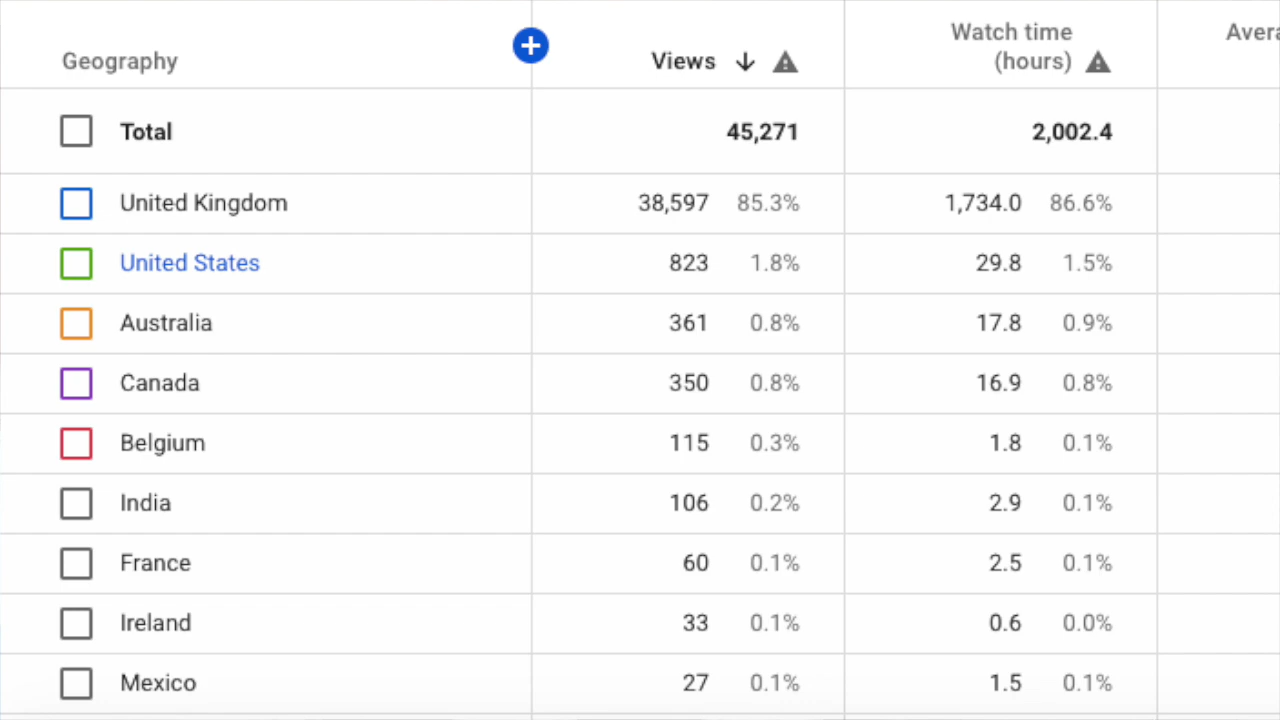 Geography Views Watch time (hours)
Total 45,271 2,002.4
United Kingdom 38,597 85.3% 1,734.0 86.6%
United States 823 1.8% 29.8 1.5%
Australia 361 0.8% 17.8 0.9%
Canada 350 0.8% 16.9 0.8%
Belgium 115 0.3% 1.8 0.1%
India 106 0.2% 2.9 0.1%
France 60 0.1% 2.5 0.1%
Ireland 33 0.1% 0.6 0.0%
Mexico 27 0.1% 1.5 0.1%